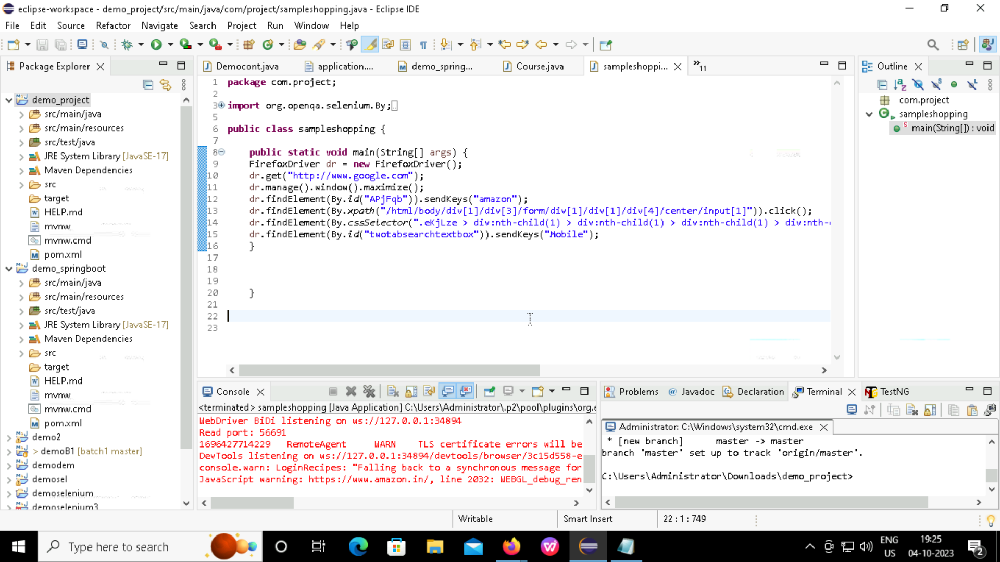 eclipse-workspace - demo_project/src/main/java/com/project/sampleshopping.java - Eclipse IDE
File Edit Source Refactor Navigate Search Project Run Window Help
Package Explorer
demo_project
src/main/java
src/main/resources
src/test/java
JRE System Library [JavaSE-17]
Maven Dependencies
src
target
HELP.md
mvnw
mvnw.cmd
pom.xml
demo_springboot
src/main/java
src/main/resources
src/test/java
JRE System Library [JavaSE-17]
Maven Dependencies
src
target
HELP.md
mvnw
mvnw.cmd
pom.xml
demo2
> demoB1 [batch1 master]
demodem
demosel
demoselenium
demoselenium3
Democont.java application.... demo_spring... Course.java sampleshoppi... »11
1 package com.project;
2
3 import org.openqa.selenium.By;
5
6 public class sampleshopping {
7
8 public static void main(String[] args) {
9 FirefoxDriver dr = new FirefoxDriver();
10 dr.get("http://www.google.com");
11 dr.manage().window().maximize();
12 dr.findElement(By.id("APjFqb")).sendKeys("amazon");
13 dr.findElement(By.xpath("/html/body/div[1]/div[3]/form/div[1]/div[1]/div[4]/center/input[1]")).click();
14 dr.findElement(By.cssSelector(".eKjLze > div:nth-child(1) > div:nth-child(1) > div:nth-child(1) > div:nth-
15 dr.findElement(By.id("twotabsearchtextbox")).sendKeys("Mobile");
16 }
17
18
19
20 }
21
22
23
Outline
com.project
sampleshopping
main(String[]) : void
Console
<terminated> sampleshopping [Java Application] C:\Users\Administrator\.p2\pool\plugins\org.e
WebDriver BiDi listening on ws://127.0.0.1:34894
Read port: 56691
1696427714229 RemoteAgent WARN TLS certificate errors will be
DevTools listening on ws://127.0.0.1:34894/devtools/browser/3c15d558-e
console.warn: LoginRecipes: "Falling back to a synchronous message for
JavaScript warning: https://www.amazon.in/, line 2032: WEBGL_debug_ren
Problems @ Javadoc Declaration Terminal TestNG
Administrator: C:\Windows\system32\cmd.exe
* [new branch] master -> master
branch 'master' set up to track 'origin/master'.
C:\Users\Administrator\Downloads\demo_project>
Writable Smart Insert 22 : 1 : 749
Type here to search
ENG
US
19:25
04-10-2023
2